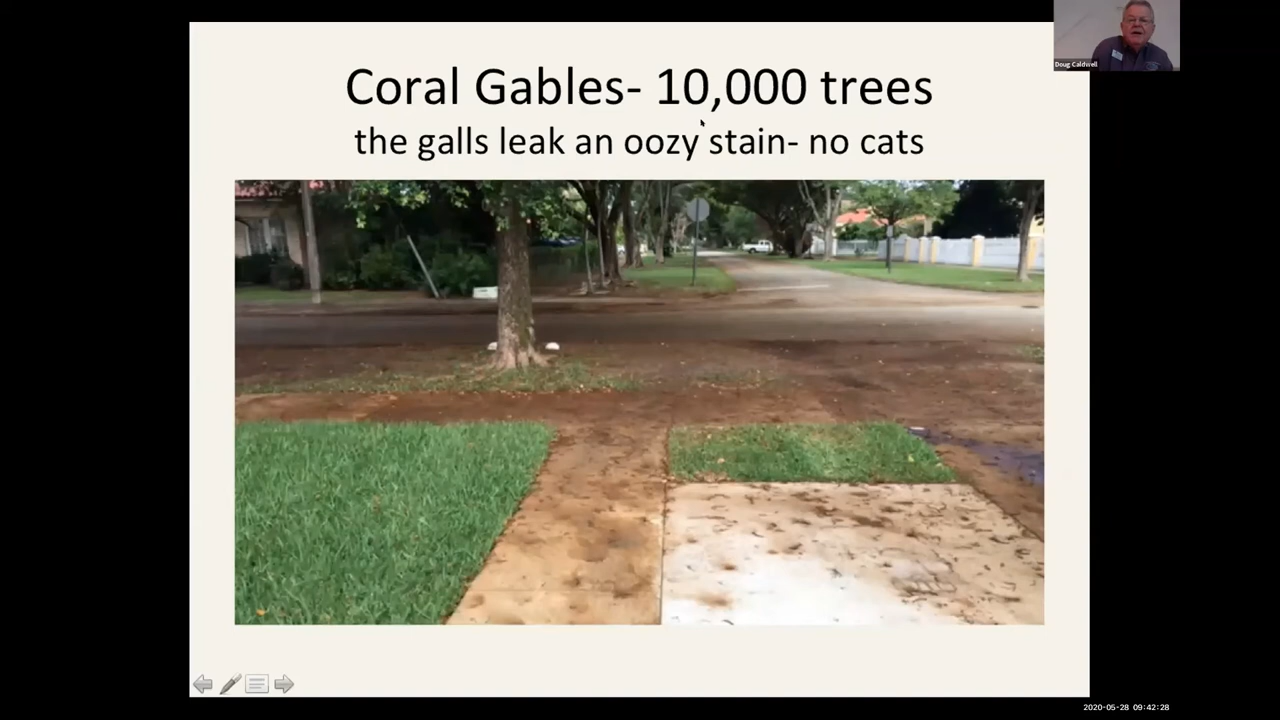 Coral Gables- 10,000 trees
the galls leak an oozy stain- no cats
Doug Caldwell
2020-05-28 09:42:28